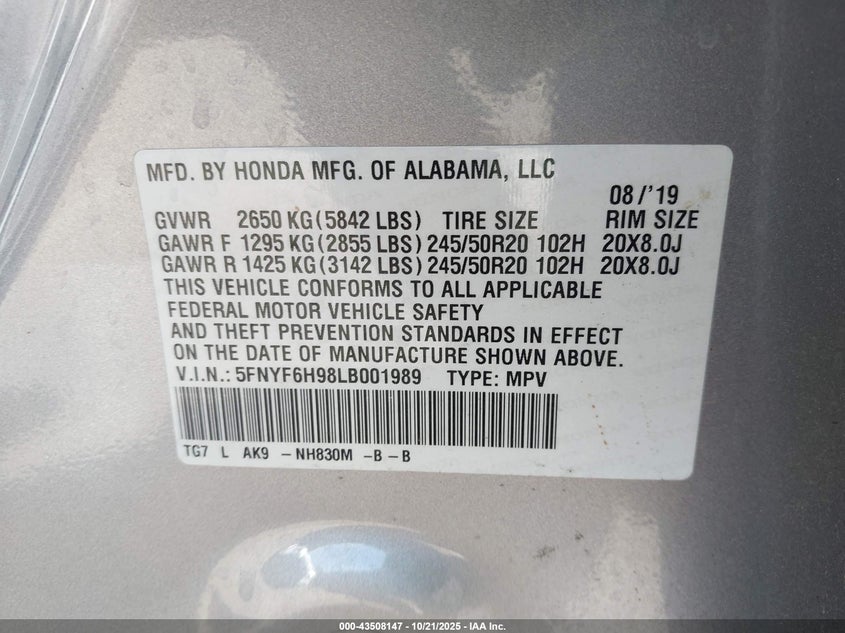 MFD. BY HONDA MFG. OF ALABAMA, LLC
08/'19
GVWR 2650 KG(5842 LBS) TIRE SIZE RIM SIZE
GAWR F 1295 KG(2855 LBS) 245/50R20 102H 20X8.0J
GAWR R 1425 KG(3142 LBS) 245/50R20 102H 20X8.0J
THIS VEHICLE CONFORMS TO ALL APPLICABLE
FEDERAL MOTOR VEHICLE SAFETY
AND THEFT PREVENTION STANDARDS IN EFFECT
ON THE DATE OF MANUFACTURE SHOWN ABOVE.
V.I.N.: 5FNYF6H98LB001989 TYPE: MPV
TG7 L AK9 – NH830M – B – B
000-43508147 - 10/21/2025 - IAA Inc.